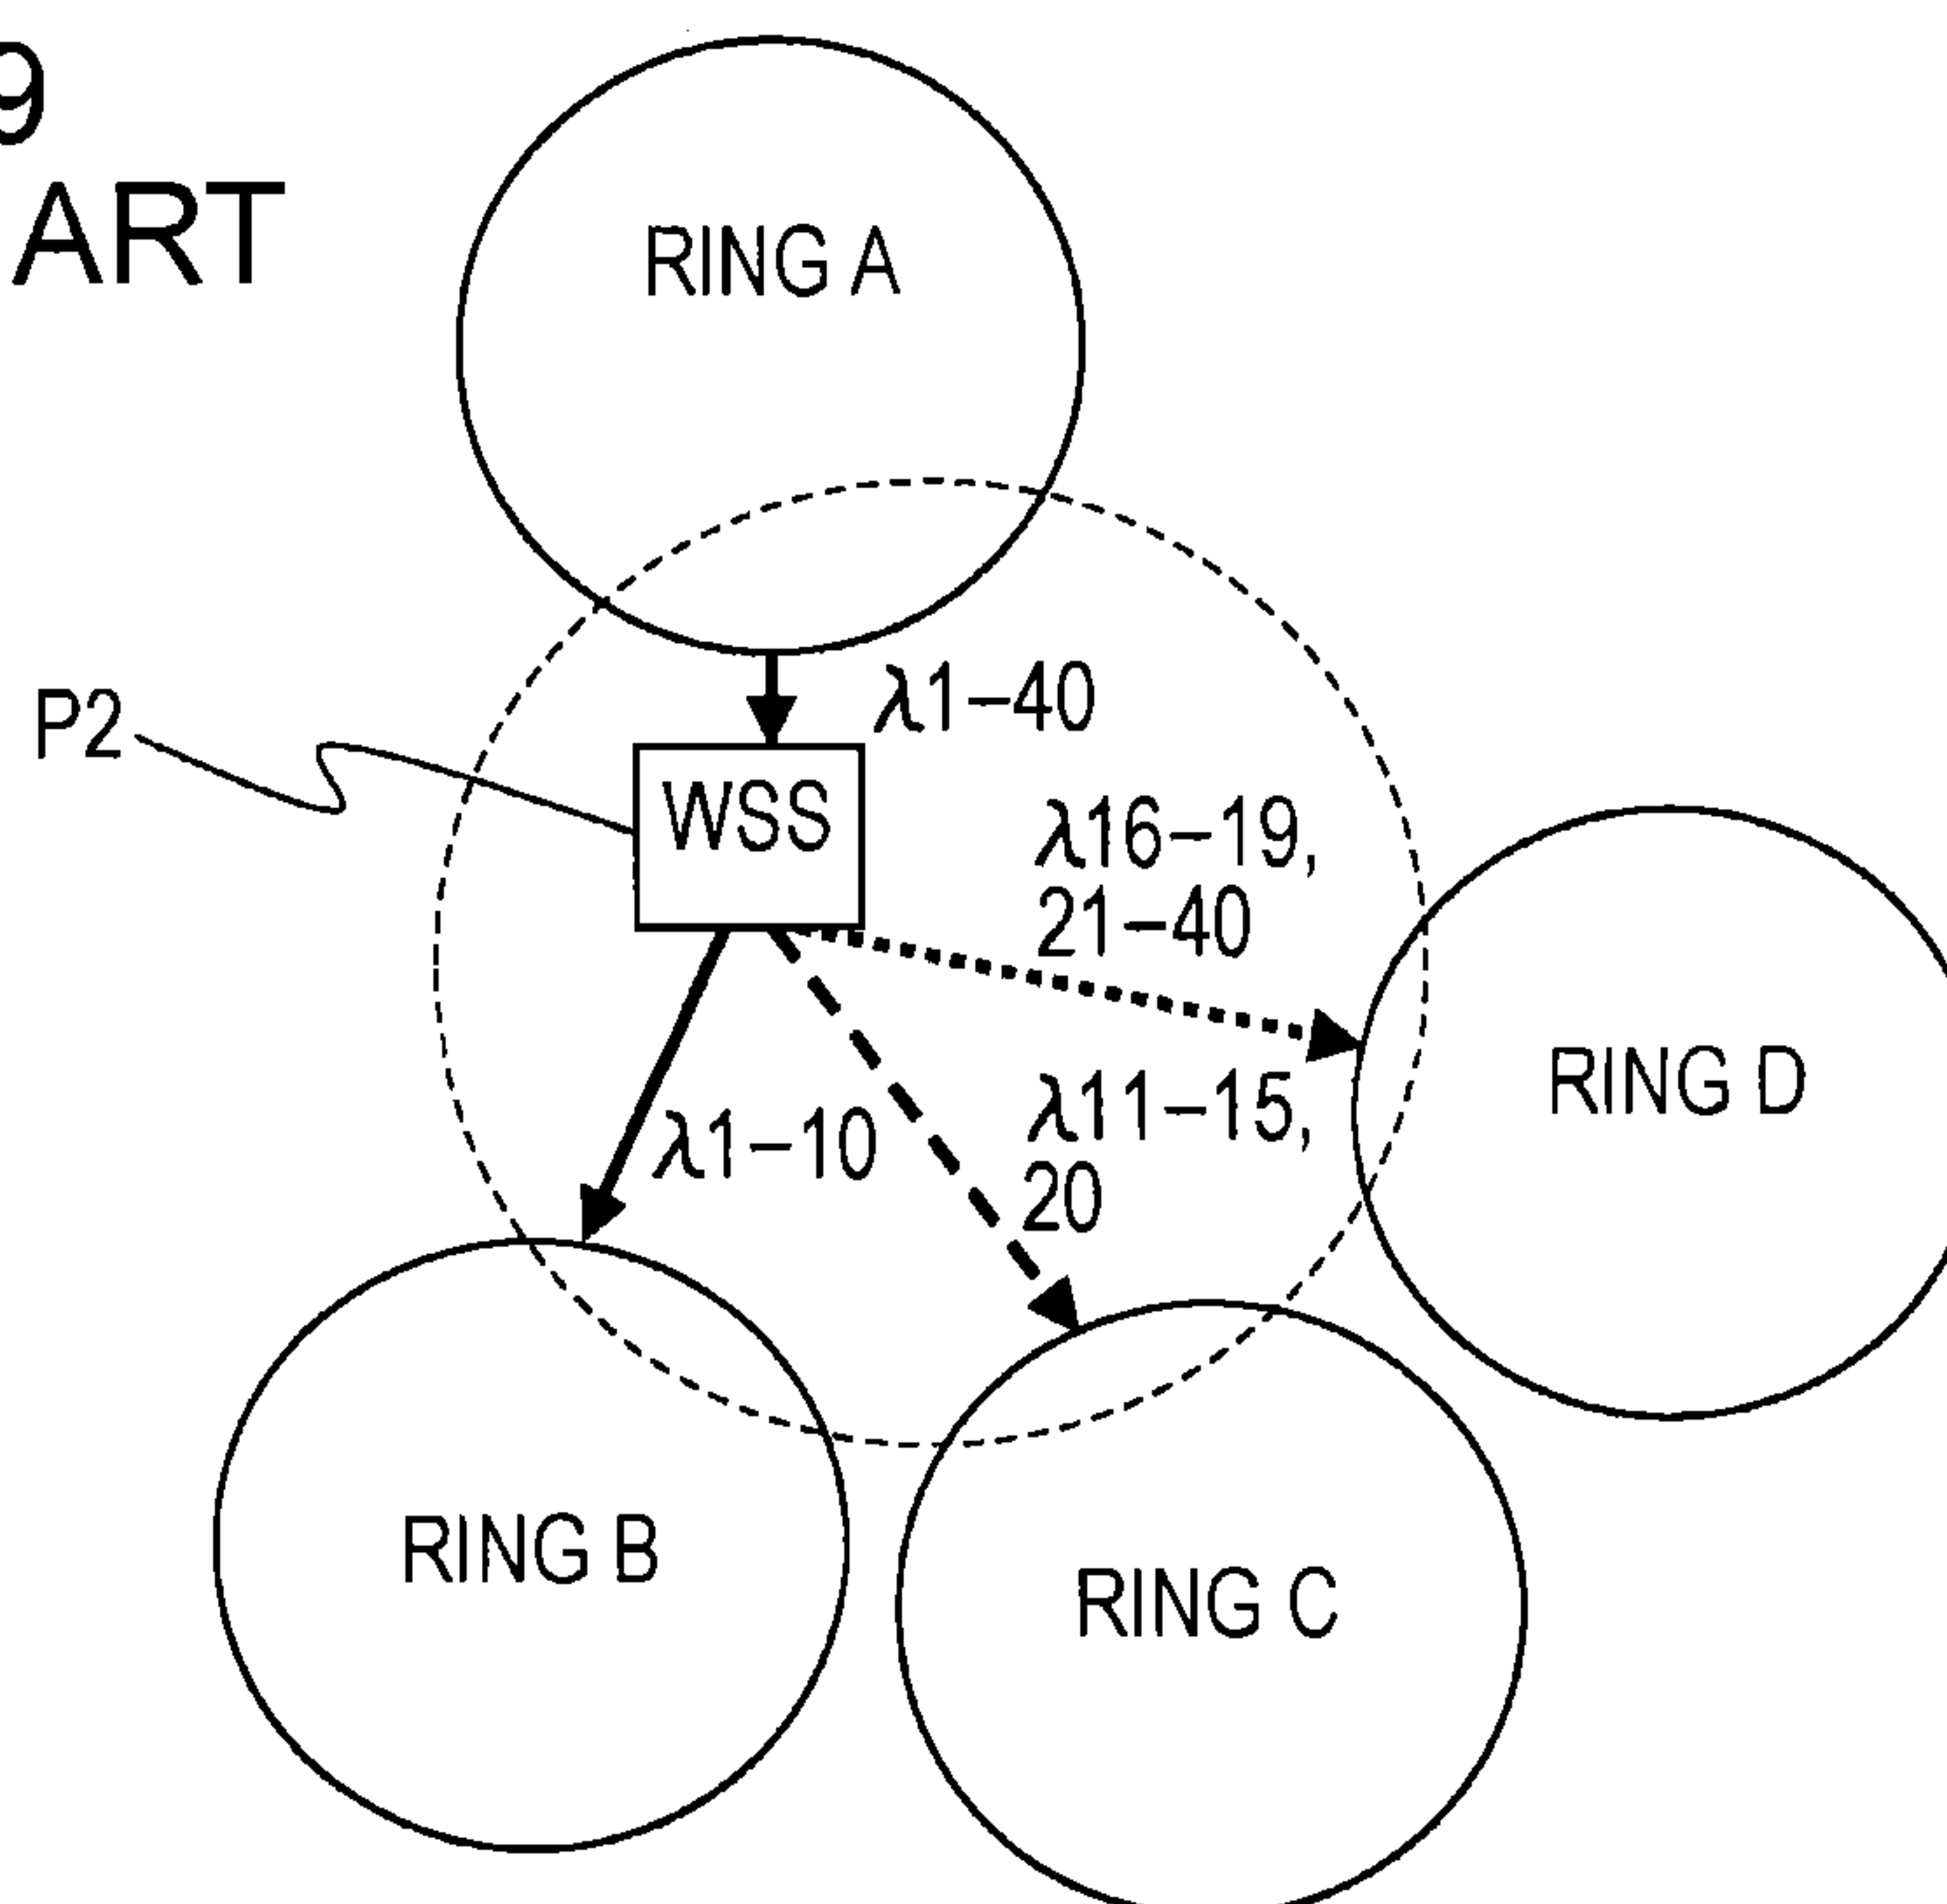 9
ART
RING A
λ1–40
P2
WSS
λ16–19,
21–40
RING D
λ11–15,
20
λ1–10
RING B
RING C